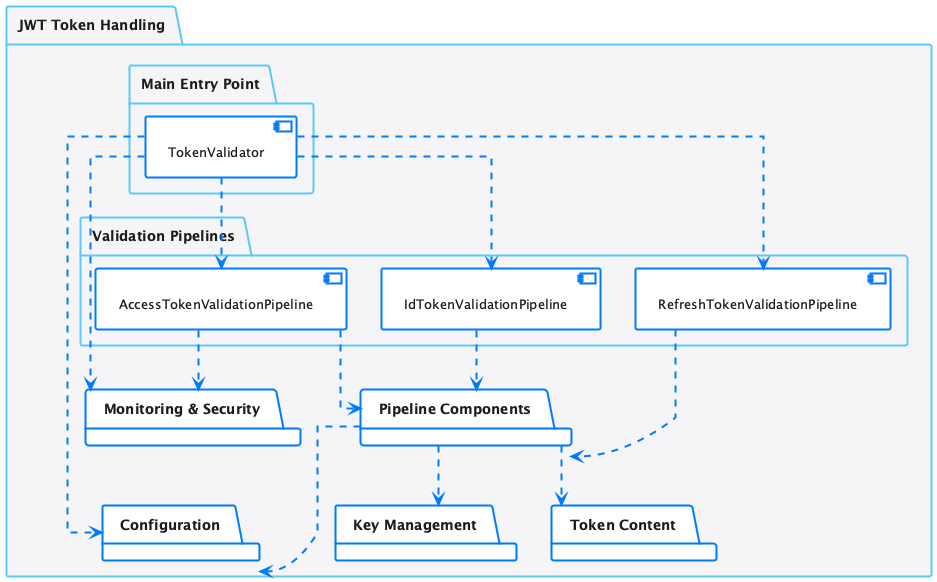 JWT Token Handling
Main Entry Point
TokenValidator
Validation Pipelines
AccessTokenValidationPipeline
IdTokenValidationPipeline
RefreshTokenValidationPipeline
Monitoring & Security
Pipeline Components
Configuration
Key Management
Token Content